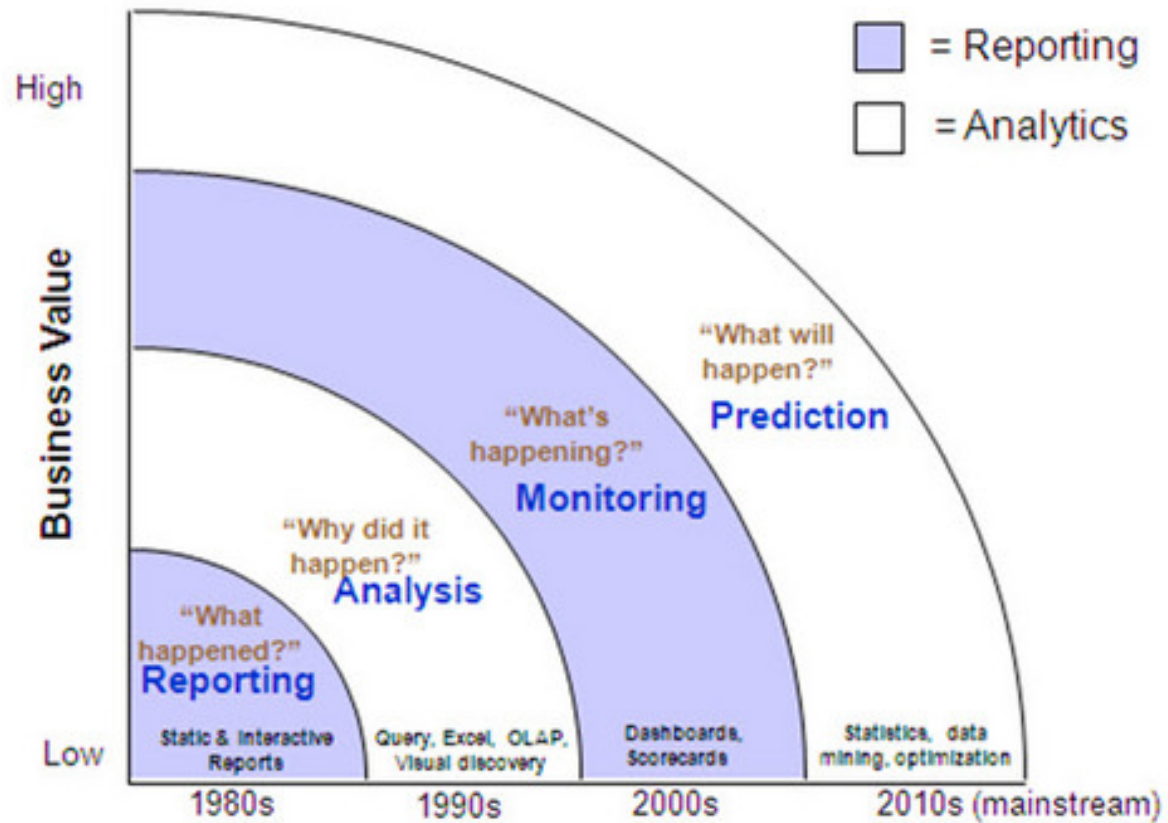 High
= Reporting
= Analytics
Business Value
“What will
happen?”
Prediction
“What's
happening?”
Monitoring
“Why did it
happen?”
Analysis
“What
happened?”
Reporting
Static & Interactive
Reports
Query, Excel, OLAP,
Visual discovery
Dashboards,
Scorecards
Statistics, data
mining, optimization
Low
1980s
1990s
2000s
2010s (mainstream)